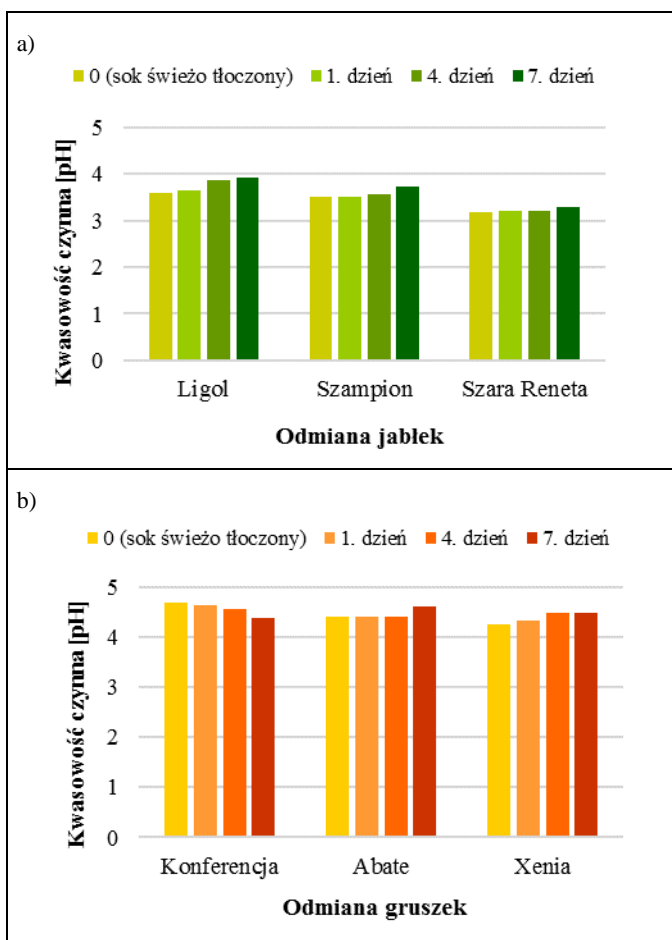 a)
0 (sok świeżo tłoczony) 1. dzień 4. dzień 7. dzień
Kwasowość czynna [pH]
5
4
3
2
1
0
Ligol Szampion Szara Reneta
Odmiana jabłek
b)
0 (sok świeżo tłoczony) 1. dzień 4. dzień 7. dzień
Kwasowość czynna [pH]
5
4
3
2
1
0
Konferencja Abate Xenia
Odmiana gruszek